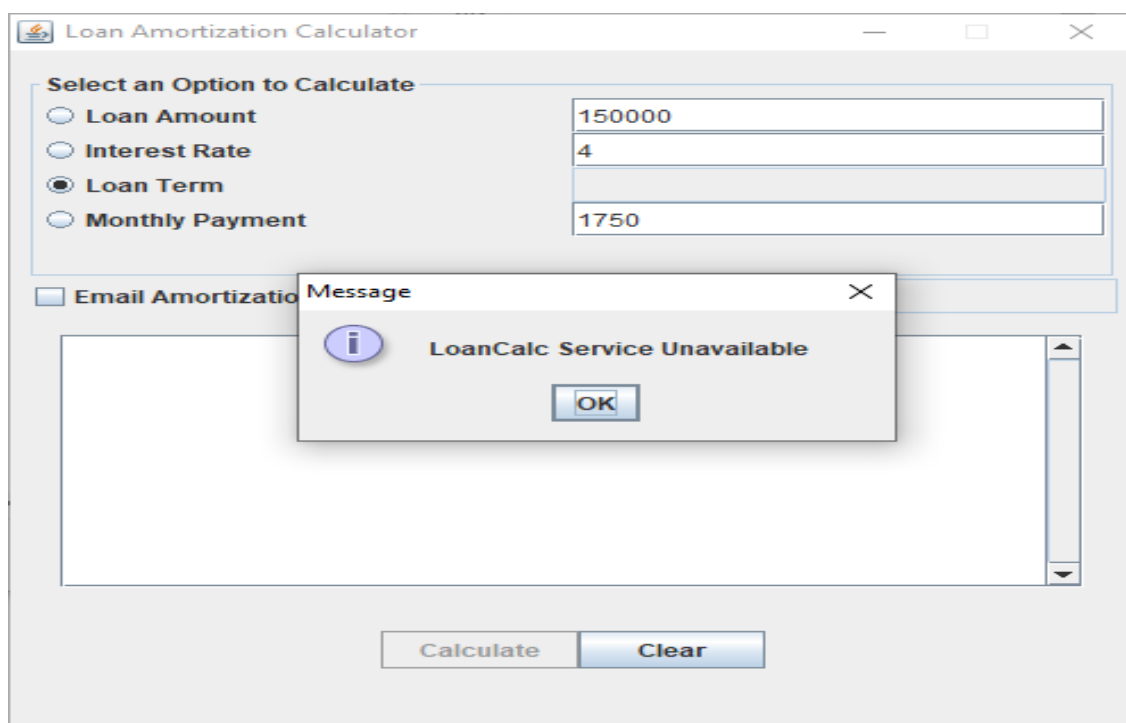 Loan Amortization Calculator
Select an Option to Calculate
Loan Amount 150000
Interest Rate 4
Loan Term
Monthly Payment 1750
Email Amortizatio
Message
i
LoanCalc Service Unavailable
OK
Calculate Clear